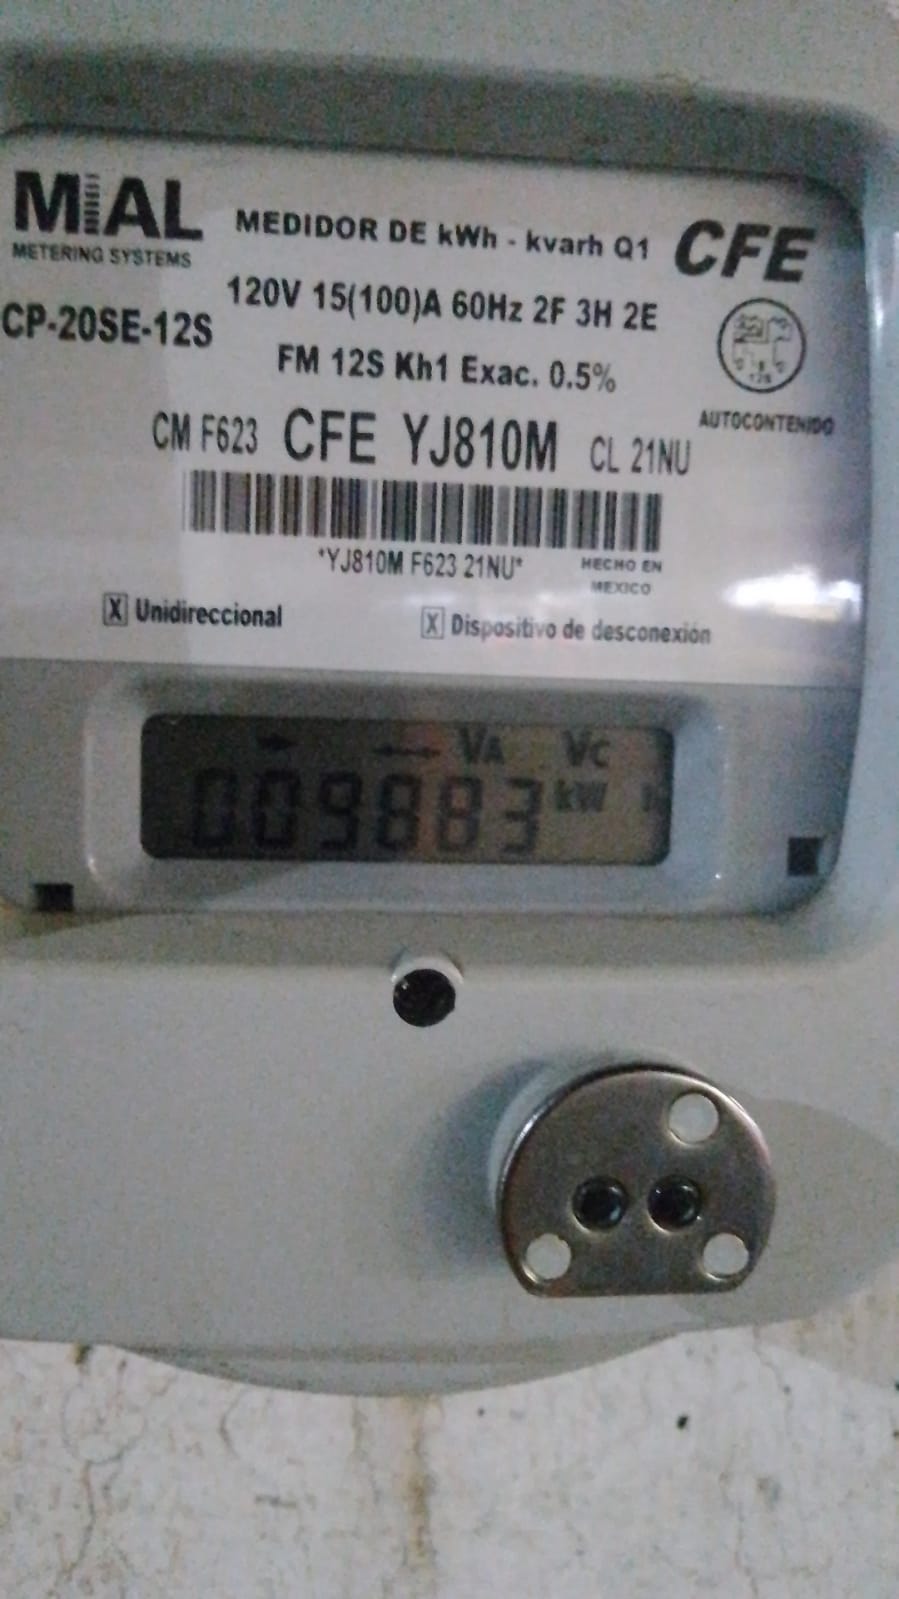 MIAL
METERING SYSTEMS
MEDIDOR DE kWh - kvarh Q1
CFE
CP-20SE-12S
120V 15(100)A 60Hz 2F 3H 2E
FM 12S Kh1 Exac. 0.5%
AUTOCONTENIDO
CM F623 CFE YJ810M CL 21NU
*YJ810M F623 21NU*
HECHO EN
MEXICO
X Unidireccional
X Dispositivo de desconexión
VA VC
009883 kW